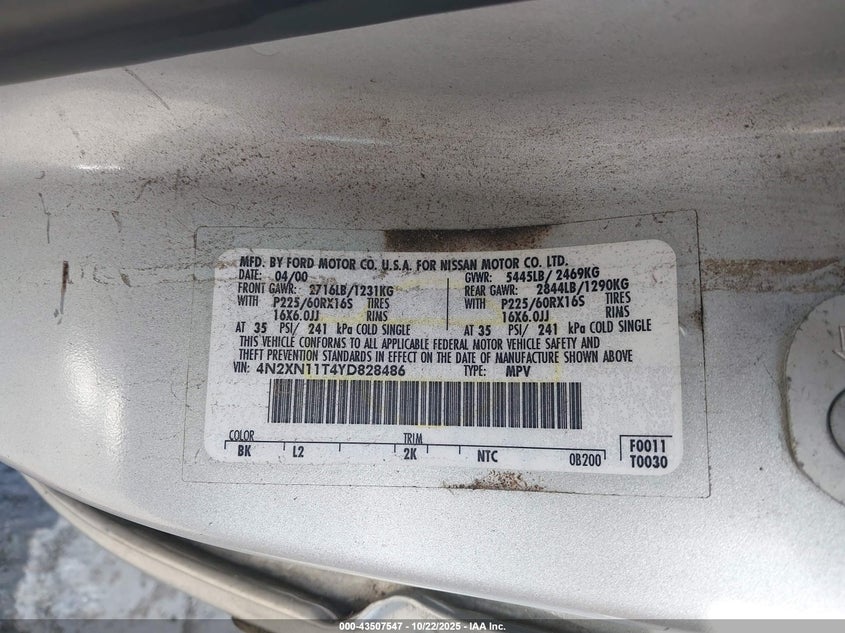 MFD. BY FORD MOTOR CO. U.S.A. FOR NISSAN MOTOR CO. LTD.
DATE: 04/00 GVWR: 5445LB/2469KG
FRONT GAWR: 2716LB/1231KG REAR GAWR: 2844LB/1290KG
WITH P225/60RX16S TIRES WITH P225/60RX16S TIRES
16X6.0JJ RIMS 16X6.0JJ RIMS
AT 35 PSI/ 241 kPa COLD SINGLE AT 35 PSI/ 241 kPa COLD SINGLE
THIS VEHICLE CONFORMS TO ALL APPLICABLE FEDERAL MOTOR VEHICLE SAFETY AND
THEFT PREVENTION STANDARDS IN EFFECT ON THE DATE OF MANUFACTURE SHOWN ABOVE
VIN: 4N2XN11T4YD828486 TYPE: MPV
COLOR TRIM
BK L2 2K NTC 0B200
F0011
T0030
000-43507547 - 10/22/2025 - IAA Inc.